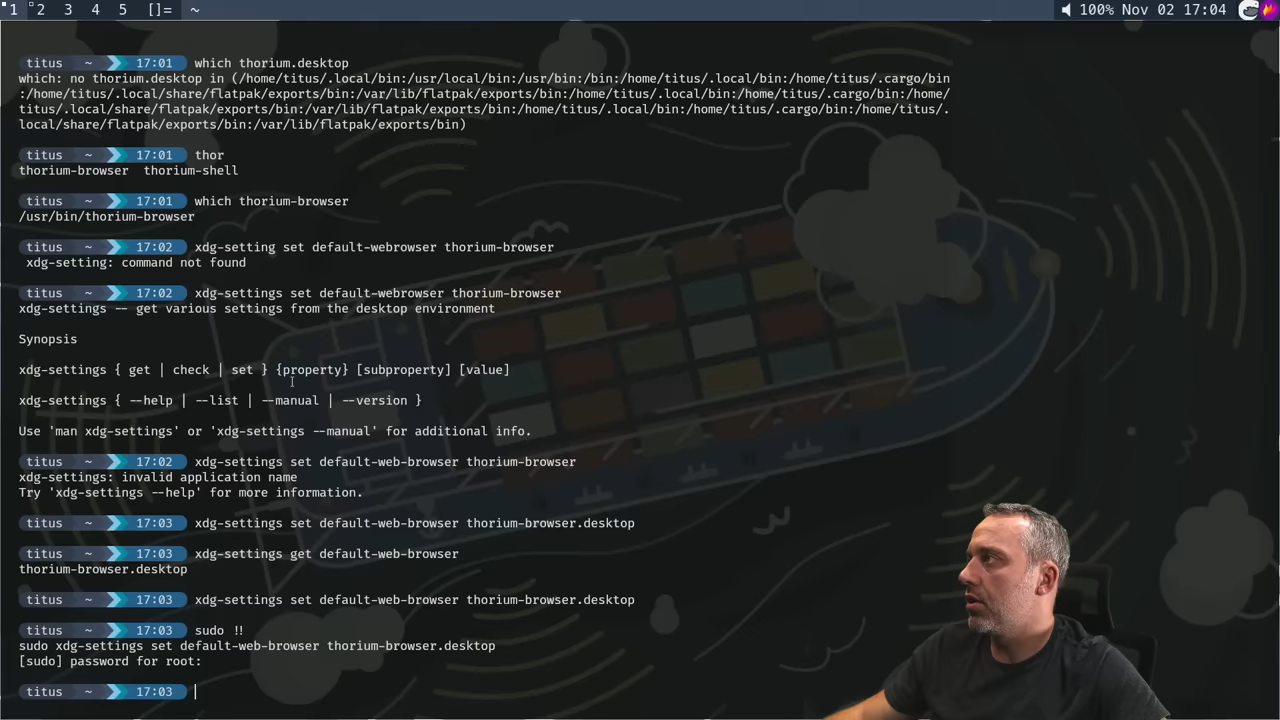 1 2 3 4 5 []= ~ 100% Nov 02 17:04
titus ~ 17:01 which thorium.desktop
which: no thorium.desktop in (/home/titus/.local/bin:/usr/local/bin:/usr/bin:/bin:/home/titus/.local/bin:/home/titus/.cargo/bin
:/home/titus/.local/share/flatpak/exports/bin:/var/lib/flatpak/exports/bin:/home/titus/.local/bin:/home/titus/.cargo/bin:/home/
titus/.local/share/flatpak/exports/bin:/var/lib/flatpak/exports/bin:/home/titus/.local/bin:/home/titus/.cargo/bin:/home/titus/.
local/share/flatpak/exports/bin:/var/lib/flatpak/exports/bin)
titus ~ 17:01 thor
thorium-browser thorium-shell
titus ~ 17:01 which thorium-browser
/usr/bin/thorium-browser
titus ~ 17:02 xdg-setting set default-webrowser thorium-browser
xdg-setting: command not found
titus ~ 17:02 xdg-settings set default-webrowser thorium-browser
xdg-settings -- get various settings from the desktop environment
Synopsis
xdg-settings { get | check | set } {property} [subproperty] [value]
xdg-settings { --help | --list | --manual | --version }
Use 'man xdg-settings' or 'xdg-settings --manual' for additional info.
titus ~ 17:02 xdg-settings set default-web-browser thorium-browser
xdg-settings: invalid application name
Try 'xdg-settings --help' for more information.
titus ~ 17:03 xdg-settings set default-web-browser thorium-browser.desktop
titus ~ 17:03 xdg-settings get default-web-browser
thorium-browser.desktop
titus ~ 17:03 xdg-settings set default-web-browser thorium-browser.desktop
titus ~ 17:03 sudo !!
sudo xdg-settings set default-web-browser thorium-browser.desktop
[sudo] password for root:
titus ~ 17:03